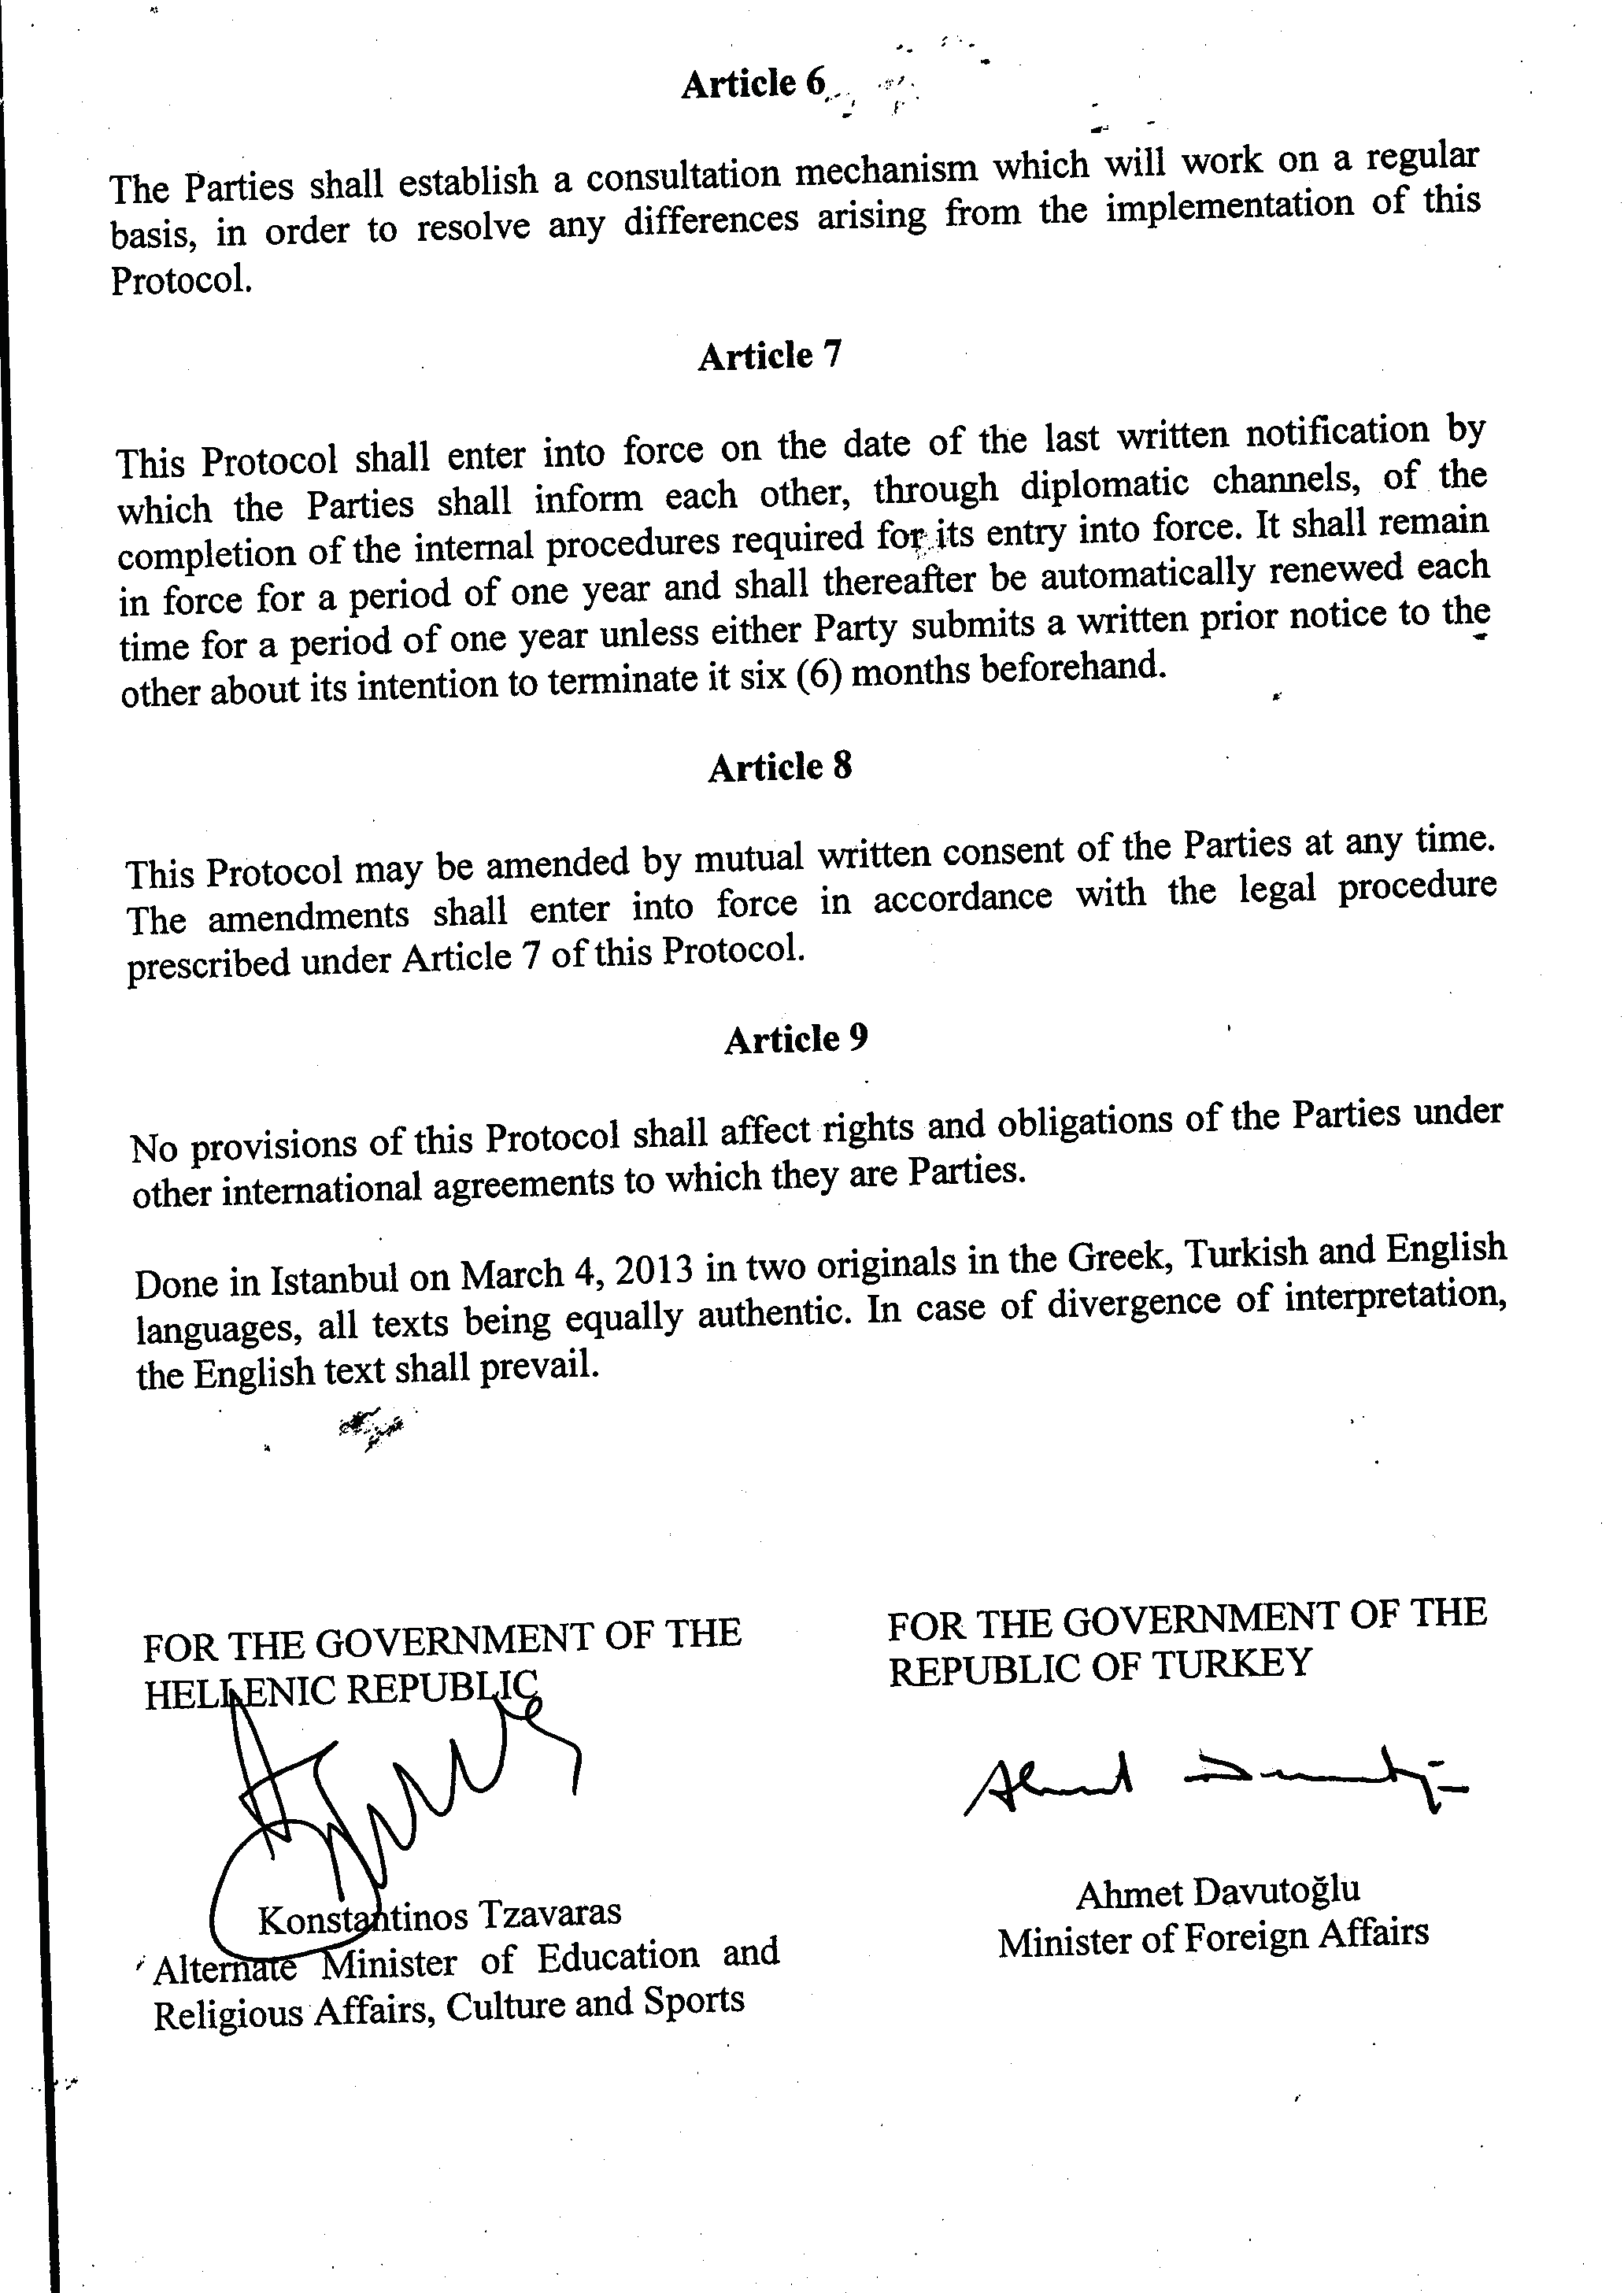 Article 6
The Parties shall establish a consultation mechanism which will work on a regular
basis, in order to resolve any differences arising from the implementation of this
Protocol.
Article 7
This Protocol shall enter into force on the date of the last written notification by
which the Parties shall inform each other, through diplomatic channels, of the
completion of the internal procedures required for its entry into force. It shall remain
in force for a period of one year and shall thereafter be automatically renewed each
time for a period of one year unless either Party submits a written prior notice to the
other about its intention to terminate it six (6) months beforehand.
Article 8
This Protocol may be amended by mutual written consent of the Parties at any time.
The amendments shall enter into force in accordance with the legal procedure
prescribed under Article 7 of this Protocol.
Article 9
No provisions of this Protocol shall affect rights and obligations of the Parties under
other international agreements to which they are Parties.
Done in Istanbul on March 4, 2013 in two originals in the Greek, Turkish and English
languages, all texts being equally authentic. In case of divergence of interpretation,
the English text shall prevail.
FOR THE GOVERNMENT OF THE
HELLENIC REPUBLIC
Konstantinos Tzavaras
Alternate Minister of Education and
Religious Affairs, Culture and Sports
FOR THE GOVERNMENT OF THE
REPUBLIC OF TURKEY
Ahmet Davutoğlu
Minister of Foreign Affairs